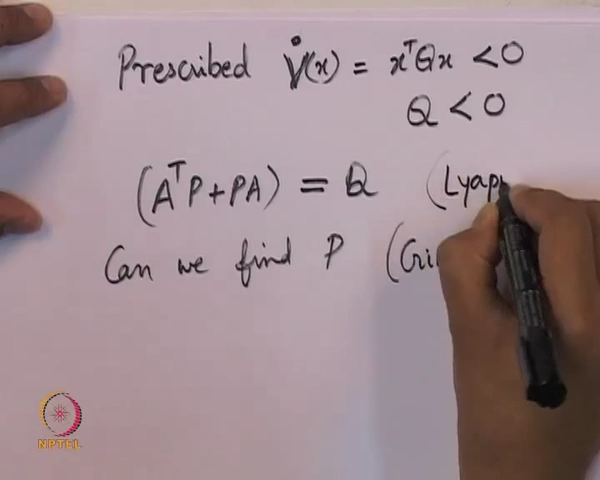 Prescribed V̇(x) = xᵀQx < 0
Q < 0
(AᵀP + PA) = Q (Lyap
Can we find P (Gi
NPTEL